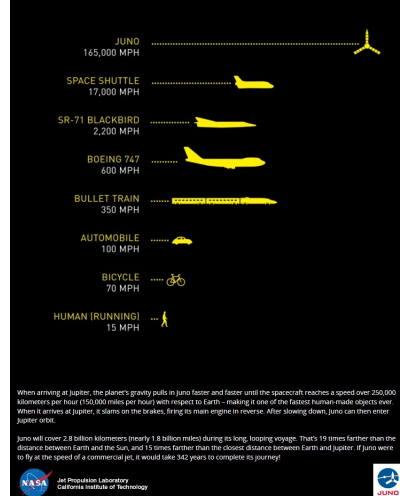 JUNO
165,000 MPH
SPACE SHUTTLE
17,000 MPH
SR-71 BLACKBIRD
2,200 MPH
BOEING 747
600 MPH
BULLET TRAIN
350 MPH
AUTOMOBILE
100 MPH
BICYCLE
70 MPH
HUMAN (RUNNING)
15 MPH
When arriving at Jupiter, the planet's gravity pulls in Juno faster and faster until the spacecraft reaches a speed over 250,000
kilometers per hour (150,000 miles per hour) with respect to Earth – making it one of the fastest human-made objects ever.
When it arrives at Jupiter, it slams on the brakes, firing its main engine in reverse. After slowing down, Juno can then enter
Jupiter orbit.
Juno will cover 2.8 billion kilometers (nearly 1.8 billion miles) during its long, looping voyage. That's 19 times farther than the
distance between Earth and the Sun, and 15 times farther than the closest distance between Earth and Jupiter. If Juno were
to fly at the speed of a commercial jet, it would take 342 years to complete its journey!
NASA
Jet Propulsion Laboratory
California Institute of Technology
JUNO